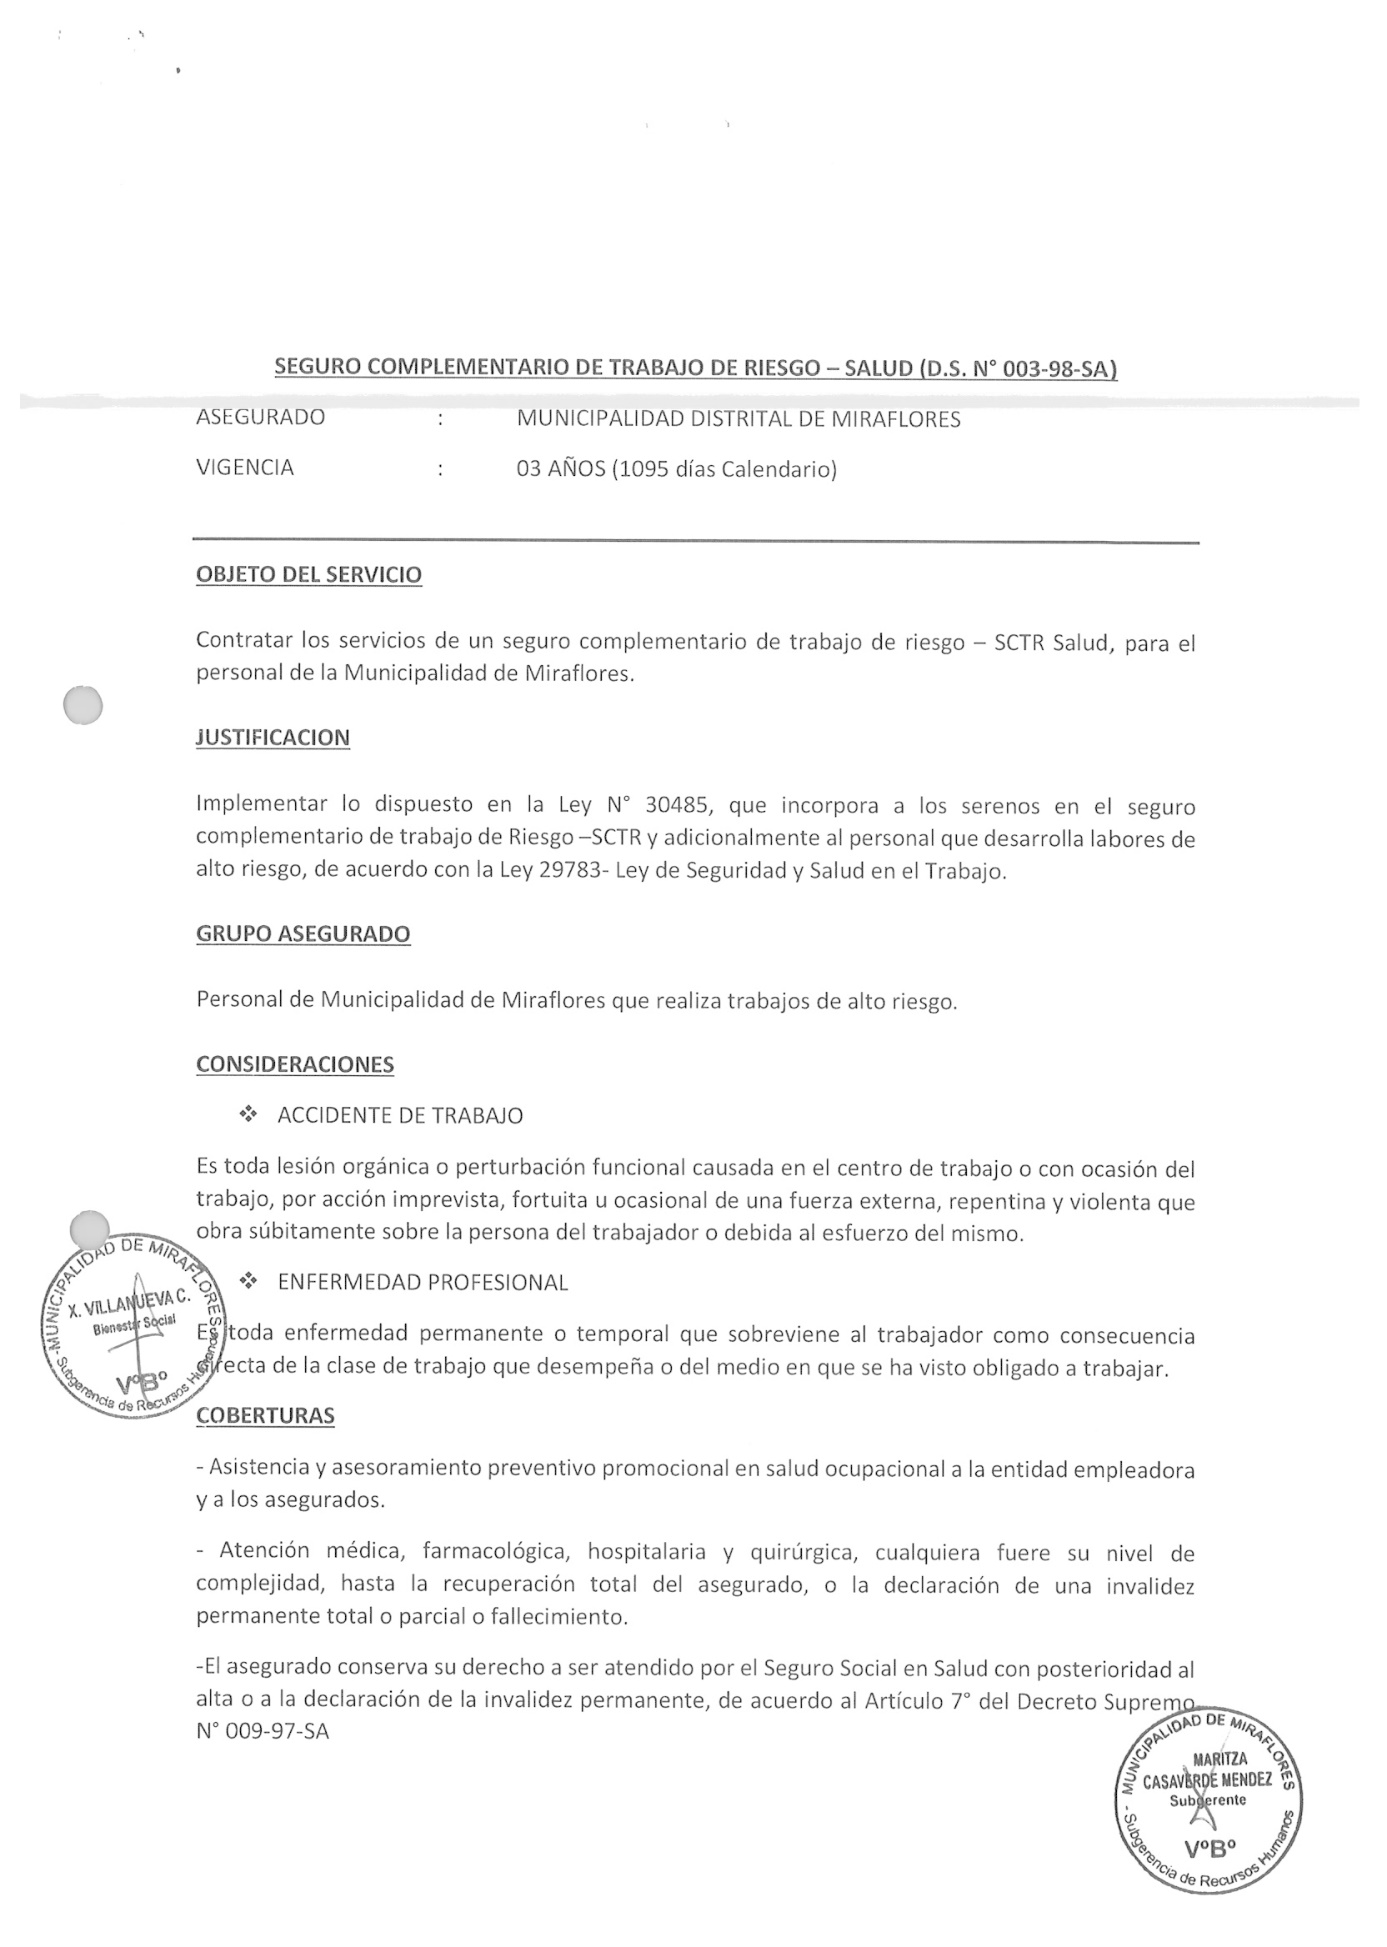 SEGURO COMPLEMENTARIO DE TRABAJO DE RIESGO – SALUD (D.S. N° 003-98-SA)
ASEGURADO : MUNICIPALIDAD DISTRITAL DE MIRAFLORES
VIGENCIA : 03 AÑOS (1095 días Calendario)
OBJETO DEL SERVICIO
Contratar los servicios de un seguro complementario de trabajo de riesgo – SCTR Salud, para el
personal de la Municipalidad de Miraflores.
JUSTIFICACION
Implementar lo dispuesto en la Ley N° 30485, que incorpora a los serenos en el seguro
complementario de trabajo de Riesgo –SCTR y adicionalmente al personal que desarrolla labores de
alto riesgo, de acuerdo con la Ley 29783- Ley de Seguridad y Salud en el Trabajo.
GRUPO ASEGURADO
Personal de Municipalidad de Miraflores que realiza trabajos de alto riesgo.
CONSIDERACIONES
❖ ACCIDENTE DE TRABAJO
Es toda lesión orgánica o perturbación funcional causada en el centro de trabajo o con ocasión del
trabajo, por acción imprevista, fortuita u ocasional de una fuerza externa, repentina y violenta que
obra súbitamente sobre la persona del trabajador o debida al esfuerzo del mismo.
❖ ENFERMEDAD PROFESIONAL
Es toda enfermedad permanente o temporal que sobreviene al trabajador como consecuencia
directa de la clase de trabajo que desempeña o del medio en que se ha visto obligado a trabajar.
MUNICIPALIDAD DE MIRAFLORES
X. VILLANUEVA C.
Bienestar Social
V°B°
- Subgerencia de Recursos Humanos
COBERTURAS
- Asistencia y asesoramiento preventivo promocional en salud ocupacional a la entidad empleadora
y a los asegurados.
- Atención médica, farmacológica, hospitalaria y quirúrgica, cualquiera fuere su nivel de
complejidad, hasta la recuperación total del asegurado, o la declaración de una invalidez
permanente total o parcial o fallecimiento.
-El asegurado conserva su derecho a ser atendido por el Seguro Social en Salud con posterioridad al
alta o a la declaración de la invalidez permanente, de acuerdo al Artículo 7° del Decreto Supremo
N° 009-97-SA
MUNICIPALIDAD DE MIRAFLORES
MARITZA
CASAVERDE MENDEZ
Subgerente
V°B°
- Subgerencia de Recursos Humanos